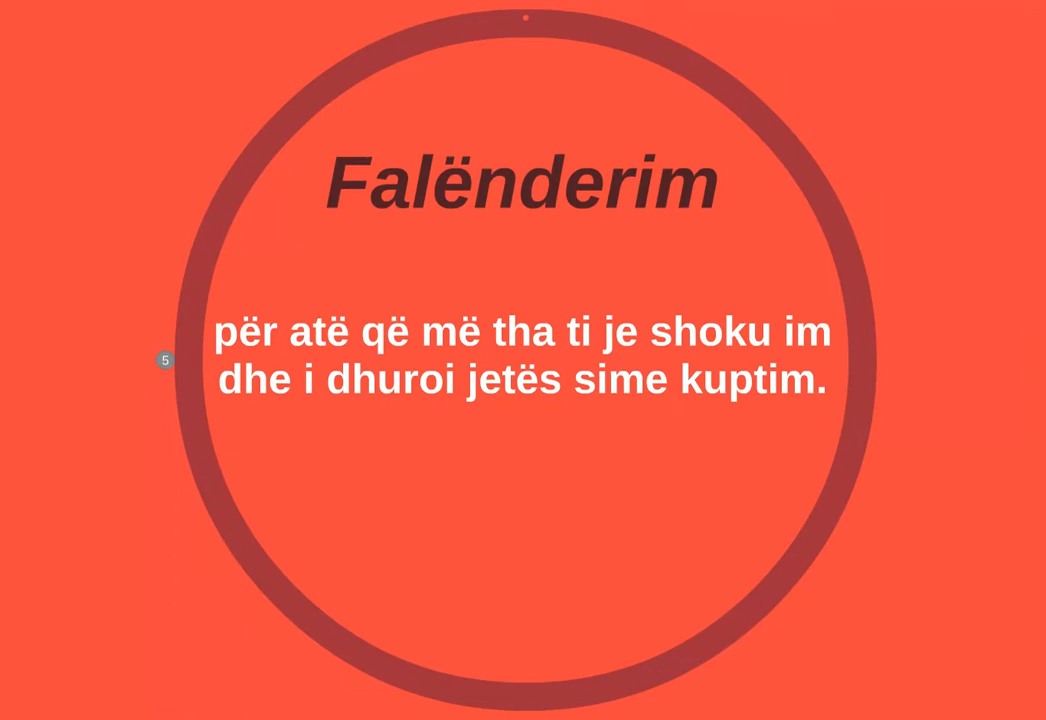 Falënderim
për atë që më tha ti je shoku im
dhe i dhuroi jetës sime kuptim.
5